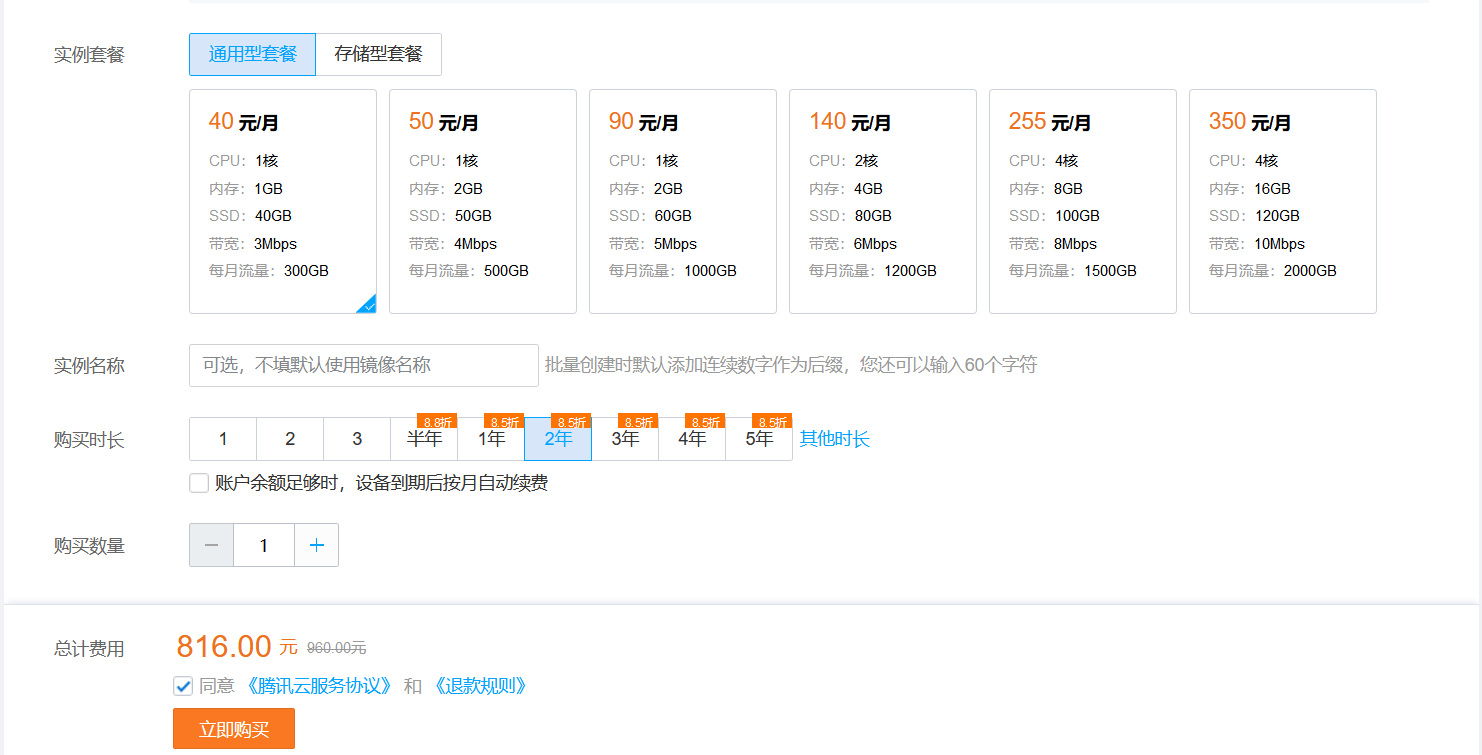 实例套餐 通用型套餐 存储型套餐
40 元/月 50 元/月 90 元/月 140 元/月 255 元/月 350 元/月
CPU： 1核 CPU： 1核 CPU： 1核 CPU： 2核 CPU： 4核 CPU： 4核
内存： 1GB 内存： 2GB 内存： 2GB 内存： 4GB 内存： 8GB 内存： 16GB
SSD： 40GB SSD： 50GB SSD： 60GB SSD： 80GB SSD： 100GB SSD： 120GB
带宽： 3Mbps 带宽： 4Mbps 带宽： 5Mbps 带宽： 6Mbps 带宽： 8Mbps 带宽： 10Mbps
每月流量： 300GB 每月流量： 500GB 每月流量： 1000GB 每月流量： 1200GB 每月流量： 1500GB 每月流量： 2000GB
实例名称 可选，不填默认使用镜像名称 批量创建时默认添加连续数字作为后缀，您还可以输入60个字符
8.8折 8.5折 8.5折 8.5折 8.5折 8.5折
购买时长 1 2 3 半年 1年 2年 3年 4年 5年 其他时长
账户余额足够时，设备到期后按月自动续费
购买数量 1
总计费用 816.00 元 960.00元
同意 《腾讯云服务协议》 和 《退款规则》
立即购买